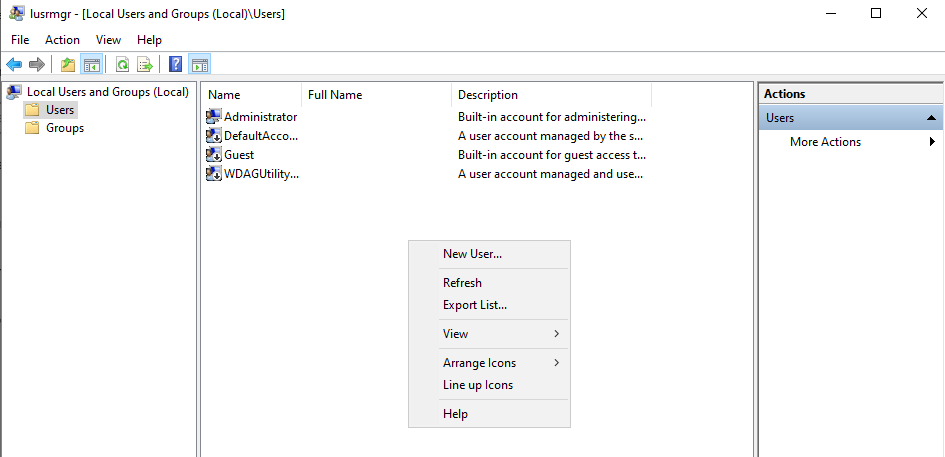 lusrmgr - [Local Users and Groups (Local)\Users]
File Action View Help
Local Users and Groups (Local)
Users
Groups
Name Full Name Description
Administrator Built-in account for administering...
DefaultAcco... A user account managed by the s...
Guest Built-in account for guest access t...
WDAGUtility... A user account managed and use...
New User...
Refresh
Export List...
View
Arrange Icons
Line up Icons
Help
Actions
Users
More Actions